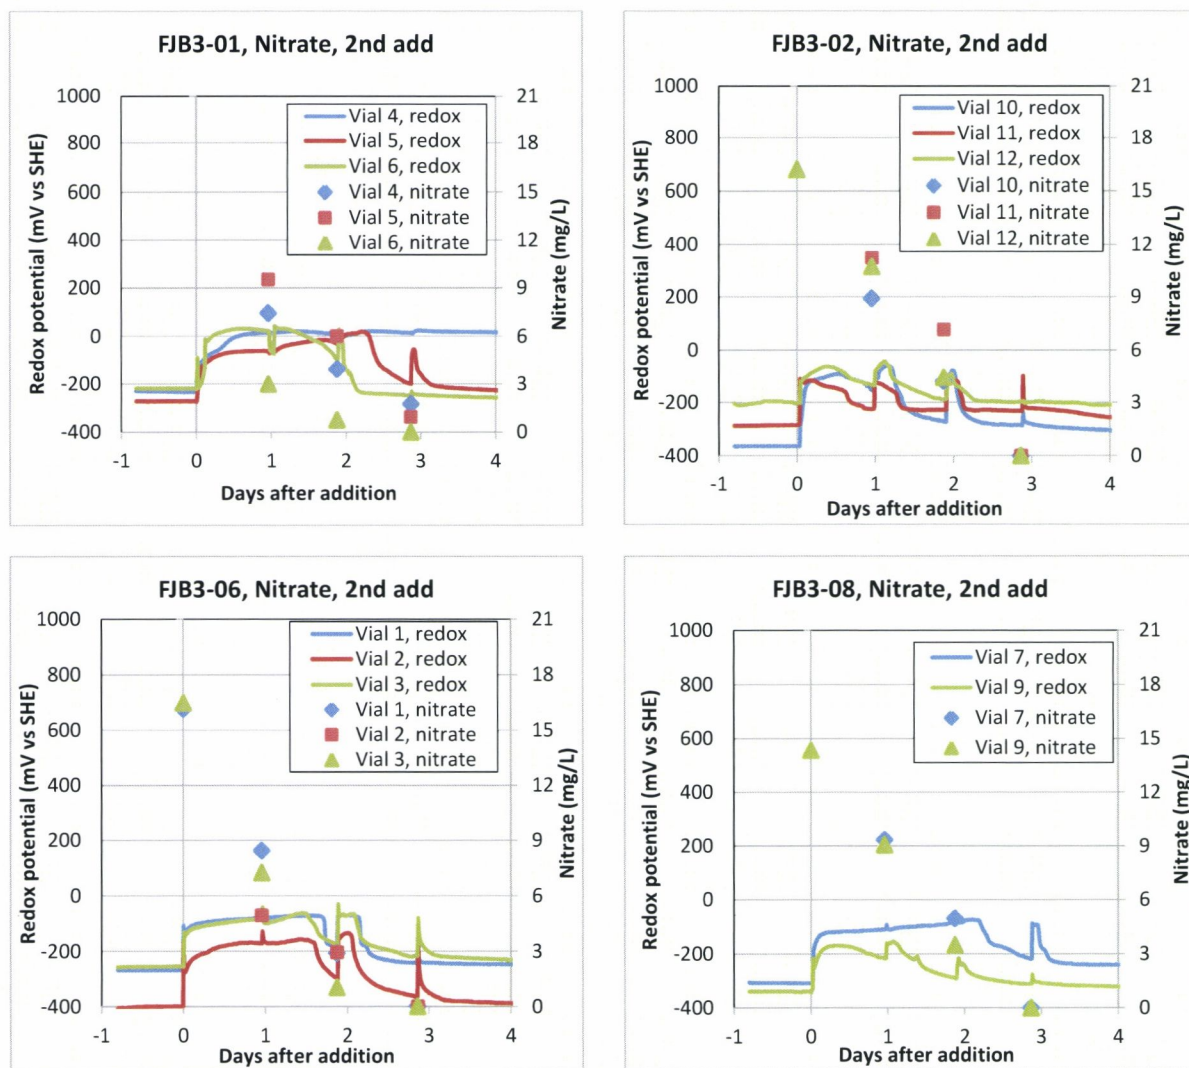 FJB3-01, Nitrate, 2nd add
1000
800
600
400
200
0
-200
-400
Redox potential (mV vs SHE)
Vial 4, redox
Vial 5, redox
Vial 6, redox
Vial 4, nitrate
Vial 5, nitrate
Vial 6, nitrate
21
18
15
12
9
6
3
0
Nitrate (mg/L)
-1 0 1 2 3 4
Days after addition
FJB3-02, Nitrate, 2nd add
1000
800
600
400
200
0
-200
-400
Redox potential (mV vs SHE)
Vial 10, redox
Vial 11, redox
Vial 12, redox
Vial 10, nitrate
Vial 11, nitrate
Vial 12, nitrate
21
18
15
12
9
6
3
0
Nitrate (mg/L)
-1 0 1 2 3 4
Days after addition
FJB3-06, Nitrate, 2nd add
1000
800
600
400
200
0
-200
-400
Redox potential (mV vs SHE)
Vial 1, redox
Vial 2, redox
Vial 3, redox
Vial 1, nitrate
Vial 2, nitrate
Vial 3, nitrate
21
18
15
12
9
6
3
0
Nitrate (mg/L)
-1 0 1 2 3 4
Days after addition
FJB3-08, Nitrate, 2nd add
1000
800
600
400
200
0
-200
-400
Redox potential (mV vs SHE)
Vial 7, redox
Vial 9, redox
Vial 7, nitrate
Vial 9, nitrate
21
18
15
12
9
6
3
0
Nitrate (mg/L)
-1 0 1 2 3 4
Days after addition